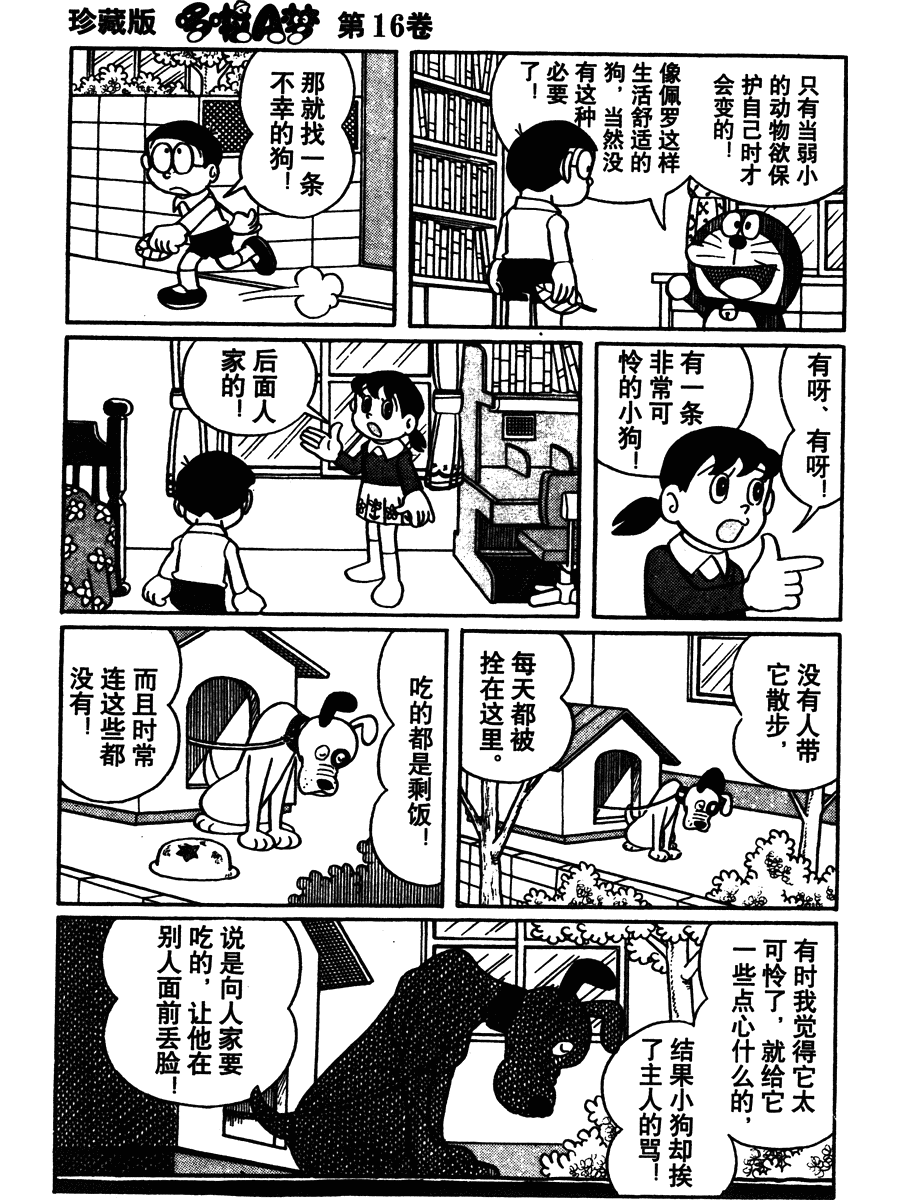 珍藏版 哆啦A梦 第16卷
只有当弱小
的动物欲保
护自己时才
会变的！
像佩罗这样
生活舒适的
狗，当然没
有这种
必要
了！
那就找一条
不幸的狗！
有呀、有呀！
有一条
非常可
怜的小狗！
后面人
家的！
没有人带
它散步，
每天都被
拴在这里。
吃的都是剩饭！
而且时常
连这些都
没有！
有时我觉得它太
可怜了，就给它
一些点心什么的，
结果小狗却挨
了主人的骂！
说是向人家要
吃的，让他在
别人面前丢脸！